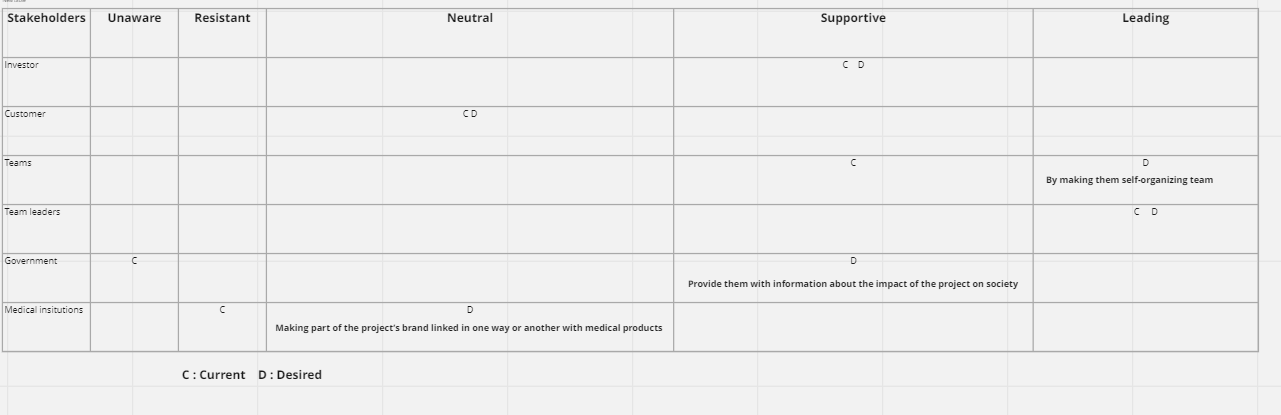 Stakeholders Unaware Resistant Neutral Supportive Leading
Investor C D
Customer C D
Teams C D
By making them self-organizing team
Team leaders C D
Government C D
Provide them with information about the impact of the project on society
Medical insitutions C D
Making part of the project's brand linked in one way or another with medical products
C : Current D : Desired